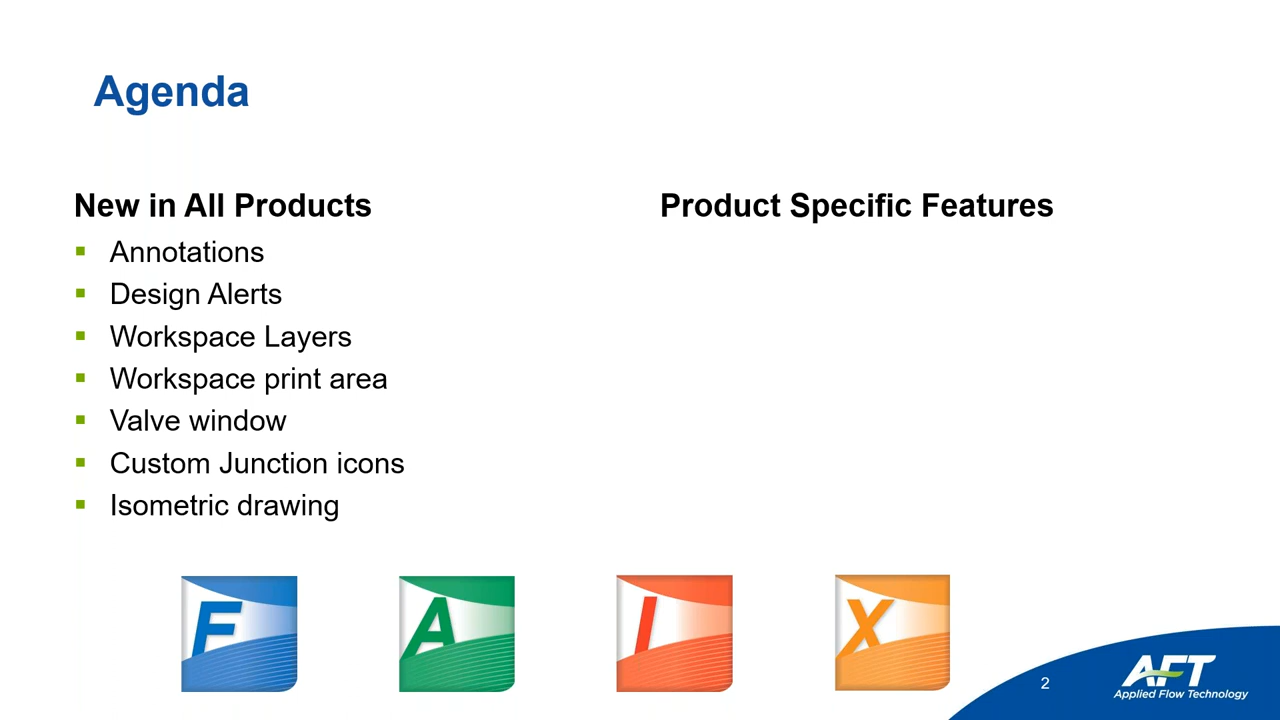 Agenda
New in All Products
Annotations
Design Alerts
Workspace Layers
Workspace print area
Valve window
Custom Junction icons
Isometric drawing
Product Specific Features
F
A
I
X
2
AFT
Applied Flow Technology